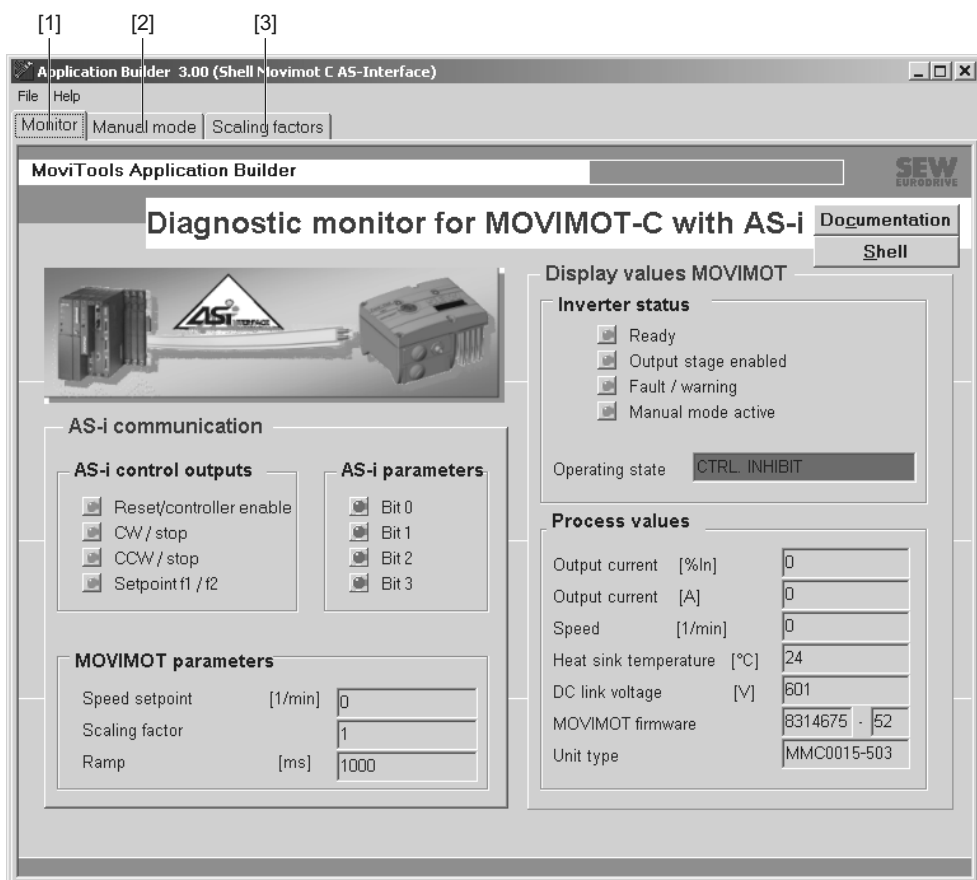 [1] [2] [3]
Application Builder 3.00 (Shell Movimot C AS-Interface)
File Help
Monitor Manual mode Scaling factors
MoviTools Application Builder
SEW
EURODRIVE
Diagnostic monitor for MOVIMOT-C with AS-i
Documentation
Shell
ASi
INTERFACE
AS-i communication
AS-i control outputs
Reset/controller enable
CW / stop
CCW / stop
Setpoint f1 / f2
AS-i parameters
Bit 0
Bit 1
Bit 2
Bit 3
MOVIMOT parameters
Speed setpoint [1/min] 0
Scaling factor 1
Ramp [ms] 1000
Display values MOVIMOT
Inverter status
Ready
Output stage enabled
Fault / warning
Manual mode active
Operating state CTRL. INHIBIT
Process values
Output current [%In] 0
Output current [A] 0
Speed [1/min] 0
Heat sink temperature [°C] 24
DC link voltage [V] 601
MOVIMOT firmware 8314675 - 52
Unit type MMC0015-503